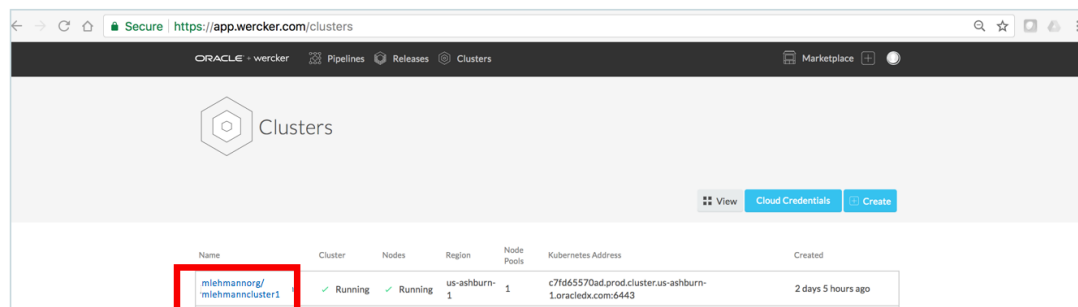 Secure | https://app.wercker.com/clusters
ORACLE + wercker Pipelines Releases Clusters Marketplace
Clusters
View Cloud Credentials Create
Name Cluster Nodes Region Node Pools Kubernetes Address Created
mlehmannorg/
mlehmanncluster1
Running Running us-ashburn-
1
1 c7fd65570ad.prod.cluster.us-ashburn-
1.oracledx.com:6443
2 days 5 hours ago